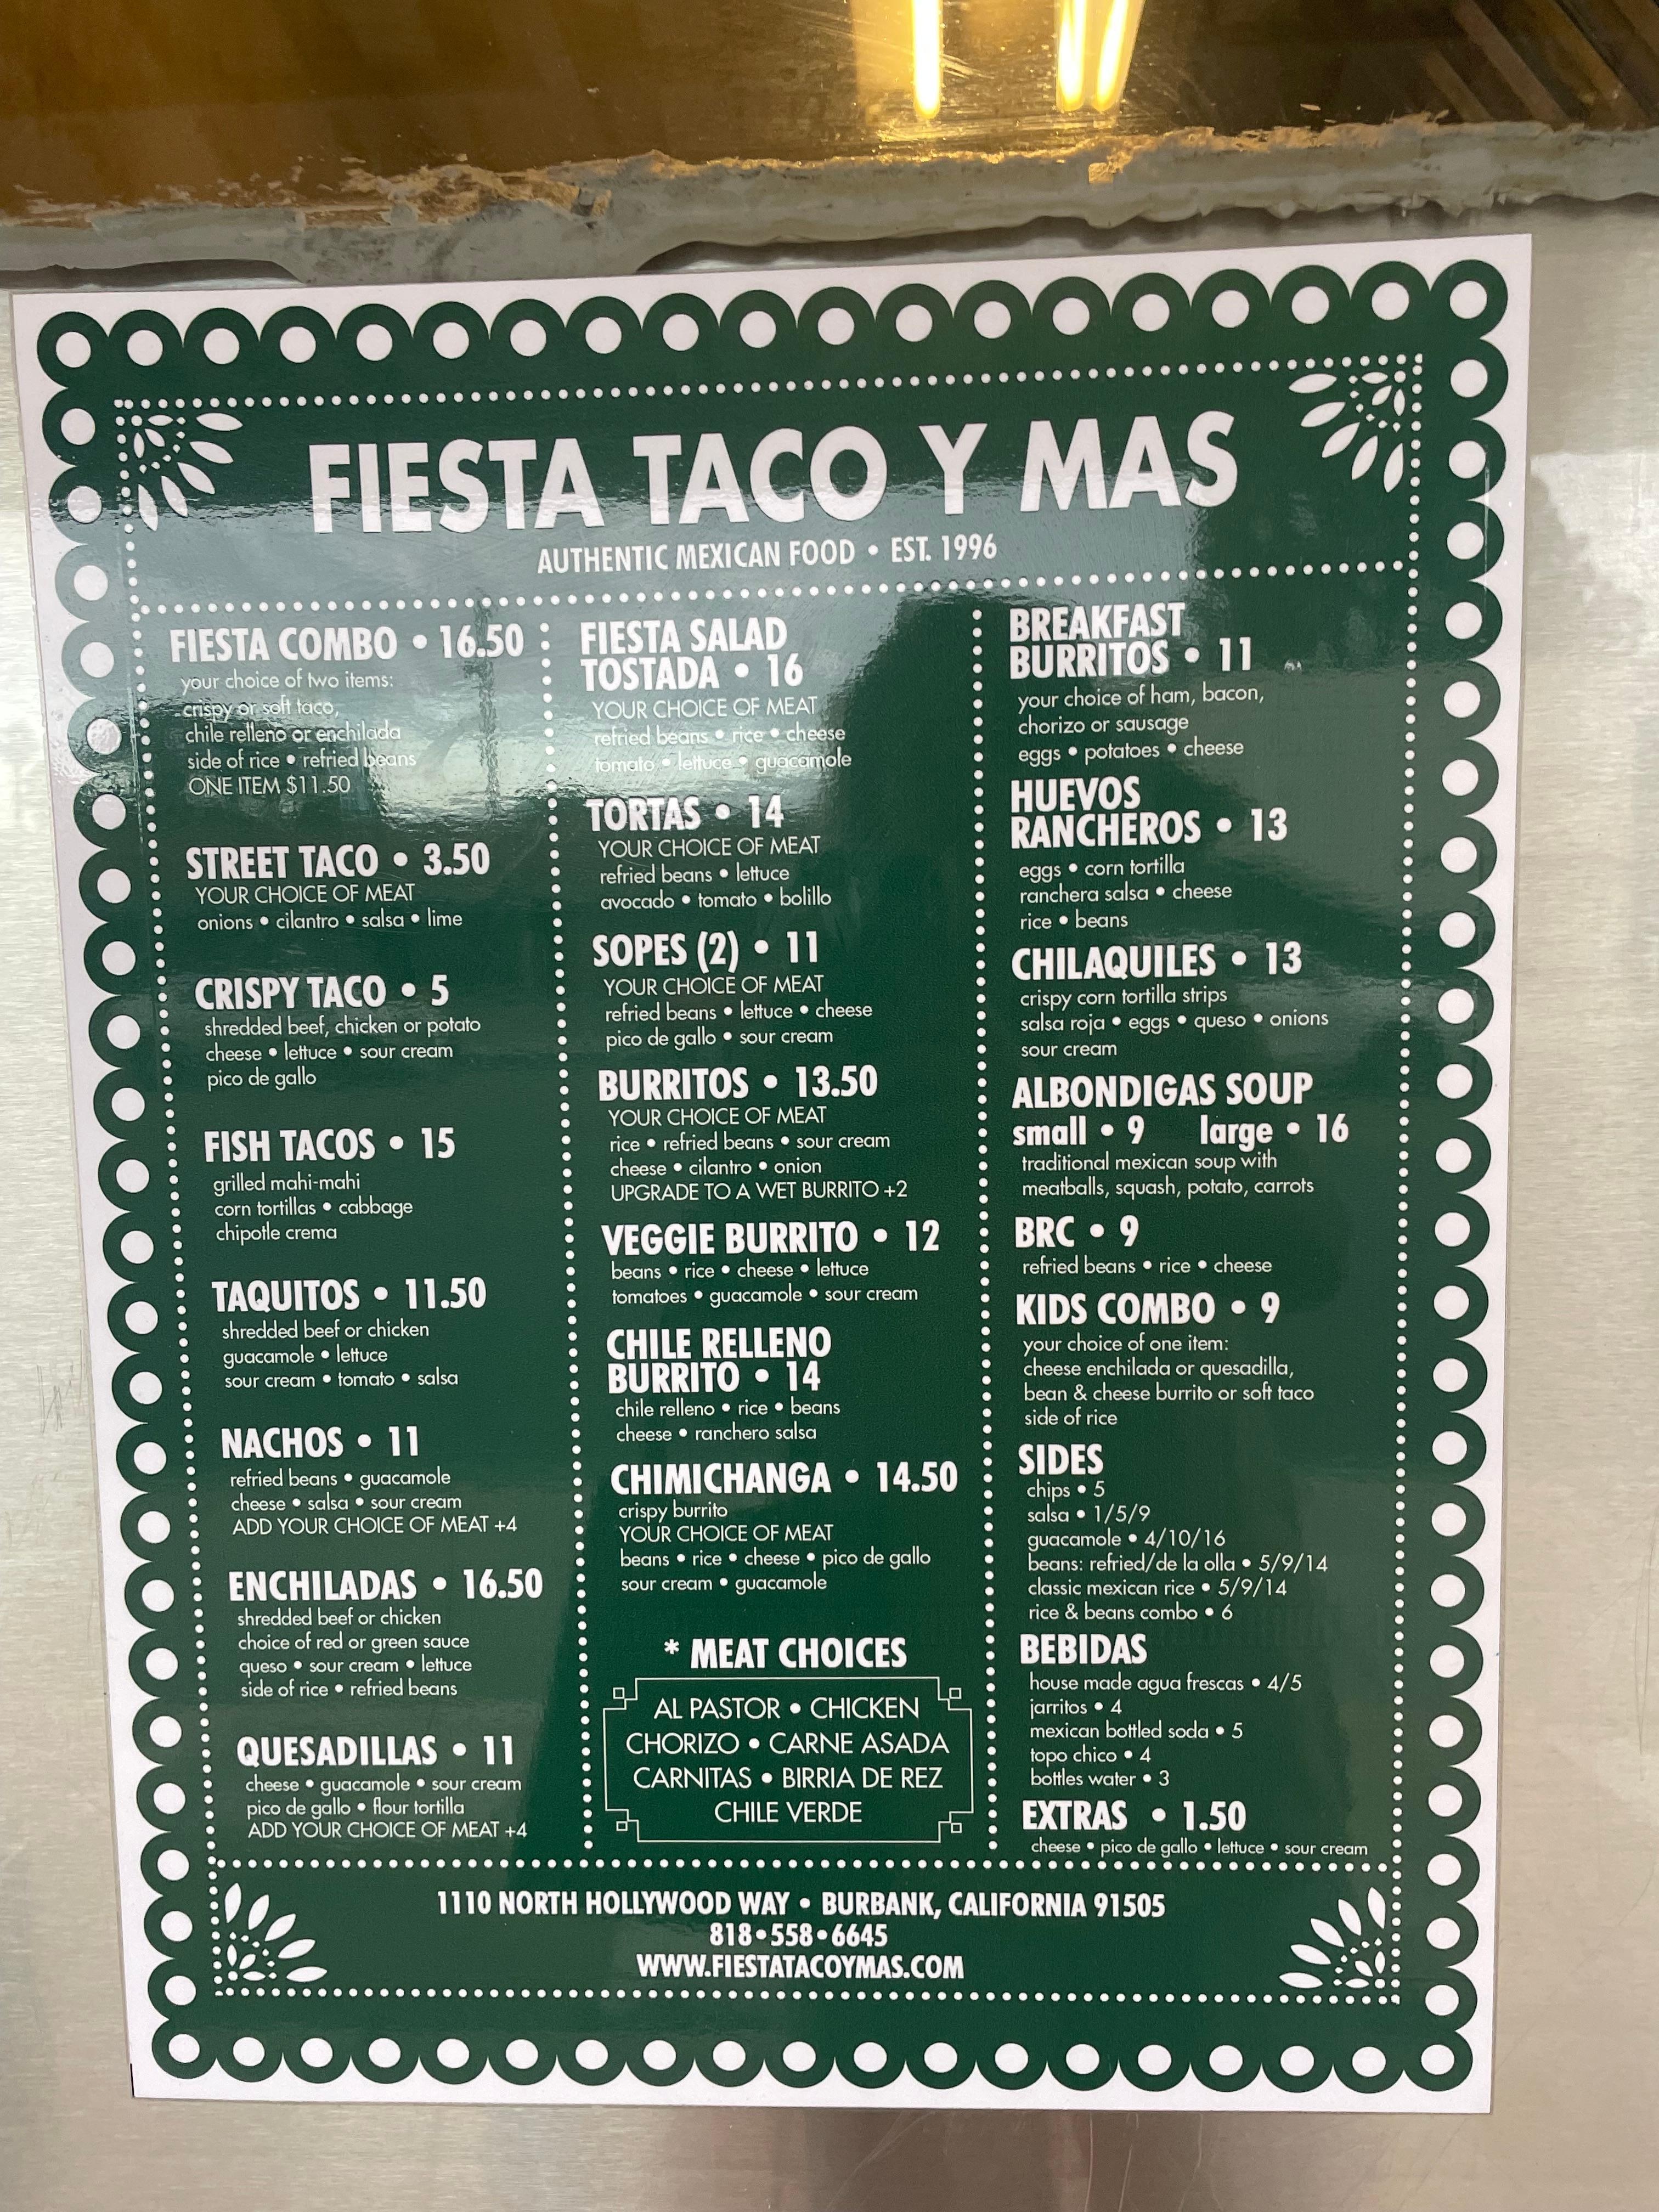 FIESTA TACO Y MAS
AUTHENTIC MEXICAN FOOD • EST. 1996
FIESTA COMBO • 16.50
your choice of two items:
crispy or soft taco,
chile relleno or enchilada
side of rice • refried beans
ONE ITEM $11.50
STREET TACO • 3.50
YOUR CHOICE OF MEAT
onions • cilantro • salsa • lime
CRISPY TACO • 5
shredded beef, chicken or potato
cheese • lettuce • sour cream
pico de gallo
FISH TACOS • 15
grilled mahi-mahi
corn tortillas • cabbage
chipotle crema
TAQUITOS • 11.50
shredded beef or chicken
guacamole • lettuce
sour cream • tomato • salsa
NACHOS • 11
refried beans • guacamole
cheese • salsa • sour cream
ADD YOUR CHOICE OF MEAT +4
ENCHILADAS • 16.50
shredded beef or chicken
choice of red or green sauce
queso • sour cream • lettuce
side of rice • refried beans
QUESADILLAS • 11
cheese • guacamole • sour cream
pico de gallo • flour tortilla
ADD YOUR CHOICE OF MEAT +4
FIESTA SALAD
TOSTADA • 16
YOUR CHOICE OF MEAT
refried beans • rice • cheese
tomato • lettuce • guacamole
TORTAS • 14
YOUR CHOICE OF MEAT
refried beans • lettuce
avocado • tomato • bolillo
SOPES (2) • 11
YOUR CHOICE OF MEAT
refried beans • lettuce • cheese
pico de gallo • sour cream
BURRITOS • 13.50
YOUR CHOICE OF MEAT
rice • refried beans • sour cream
cheese • cilantro • onion
UPGRADE TO A WET BURRITO +2
VEGGIE BURRITO • 12
beans • rice • cheese • lettuce
tomatoes • guacamole • sour cream
CHILE RELLENO
BURRITO • 14
chile relleno • rice • beans
cheese • ranchero salsa
CHIMICHANGA • 14.50
crispy burrito
YOUR CHOICE OF MEAT
beans • rice • cheese • pico de gallo
sour cream • guacamole
* MEAT CHOICES
AL PASTOR • CHICKEN
CHORIZO • CARNE ASADA
CARNITAS • BIRRIA DE REZ
CHILE VERDE
BREAKFAST
BURRITOS • 11
your choice of ham, bacon,
chorizo or sausage
eggs • potatoes • cheese
HUEVOS
RANCHEROS • 13
eggs • corn tortilla
ranchera salsa • cheese
rice • beans
CHILAQUILES • 13
crispy corn tortilla strips
salsa roja • eggs • queso • onions
sour cream
ALBONDIGAS SOUP
small • 9 large • 16
traditional mexican soup with
meatballs, squash, potato, carrots
BRC • 9
refried beans • rice • cheese
KIDS COMBO • 9
your choice of one item:
cheese enchilada or quesadilla,
bean & cheese burrito or soft taco
side of rice
SIDES
chips • 5
salsa • 1/5/9
guacamole • 4/10/16
beans: refried/de la olla • 5/9/14
classic mexican rice • 5/9/14
rice & beans combo • 6
BEBIDAS
house made agua frescas • 4/5
jarritos • 4
mexican bottled soda • 5
topo chico • 4
bottles water • 3
EXTRAS • 1.50
cheese • pico de gallo • lettuce • sour cream
1110 NORTH HOLLYWOOD WAY • BURBANK, CALIFORNIA 91505
818•558•6645
WWW.FIESTATACOYMAS.COM